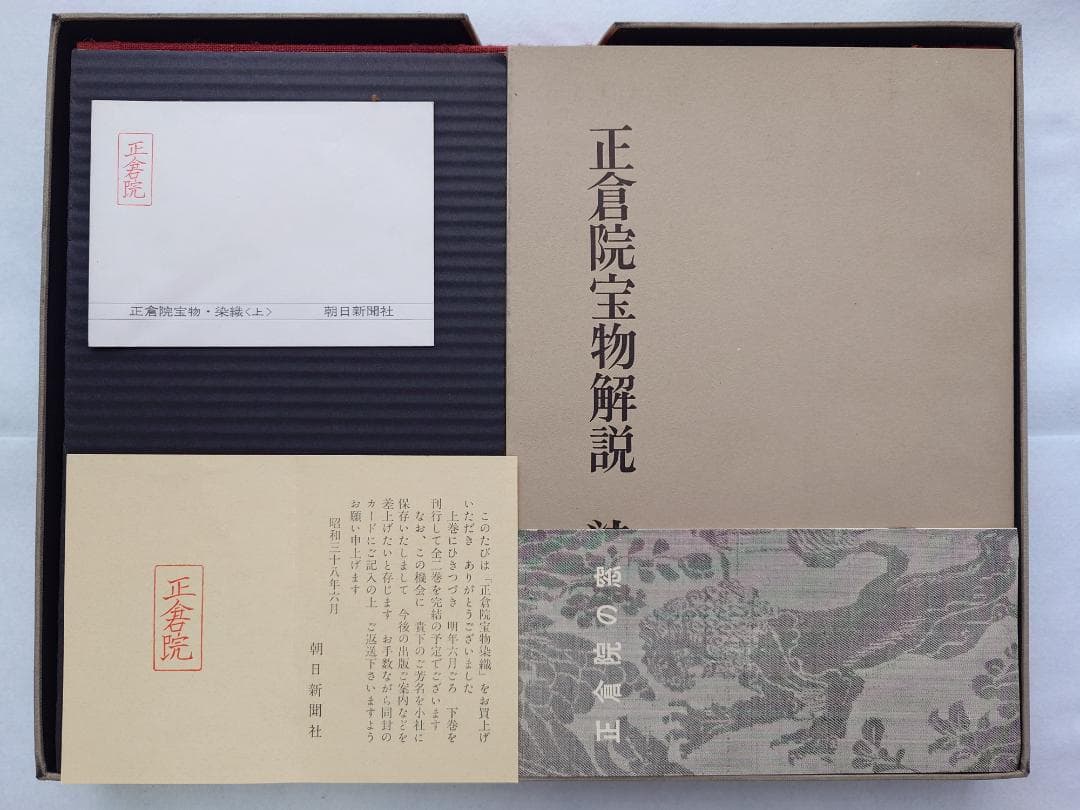 正倉院
正倉院宝物・染織〈上〉
朝日新聞社
正倉院宝物解説
正倉院の窓
このたびは「正倉院宝物染織」をお買上げ
いただき ありがとうございました
上巻にひきつづき 明年六月ごろ 下巻を
刊行して全二巻を完結の予定でございます
なお、この機会に 貴下のご芳名を小社に
保存いたしまして 今後の出版ご案内などを
差上げたいと存じます お手数ながら同封の
カードにご記入の上 ご返送下さいますよう
お願い申上げます
昭和三十八年六月
朝日新聞社
正倉院